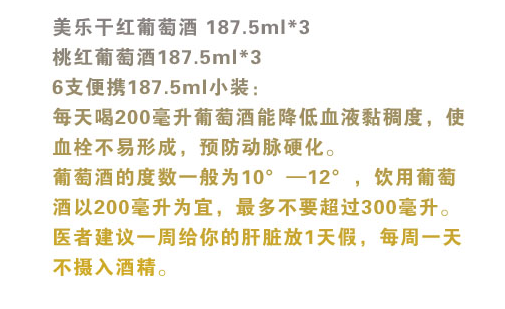 美乐干红葡萄酒 187.5ml*3
桃红葡萄酒187.5ml*3
6支便携187.5ml小装：
每天喝200毫升葡萄酒能降低血液黏稠度，使
血栓不易形成，预防动脉硬化。
葡萄酒的度数一般为10°—12°，饮用葡萄
酒以200毫升为宜，最多不要超过300毫升。
医者建议一周给你的肝脏放1天假，每周一天
不摄入酒精。